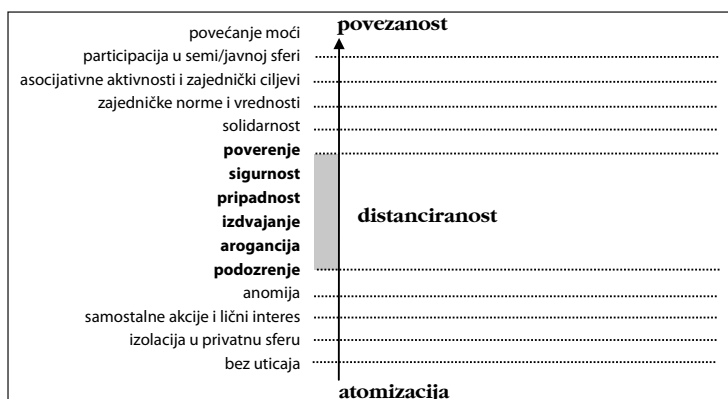 povezanost
povećanje moći
participacija u semi/javnoj sferi
asocijativne aktivnosti i zajednički ciljevi
zajedničke norme i vrednosti
solidarnost
poverenje
sigurnost
pripadnost
izdvajanje
distanciranost
arogancija
podozrenje
anomija
samostalne akcije i lični interes
izolacija u privatnu sferu
bez uticaja
atomizacija